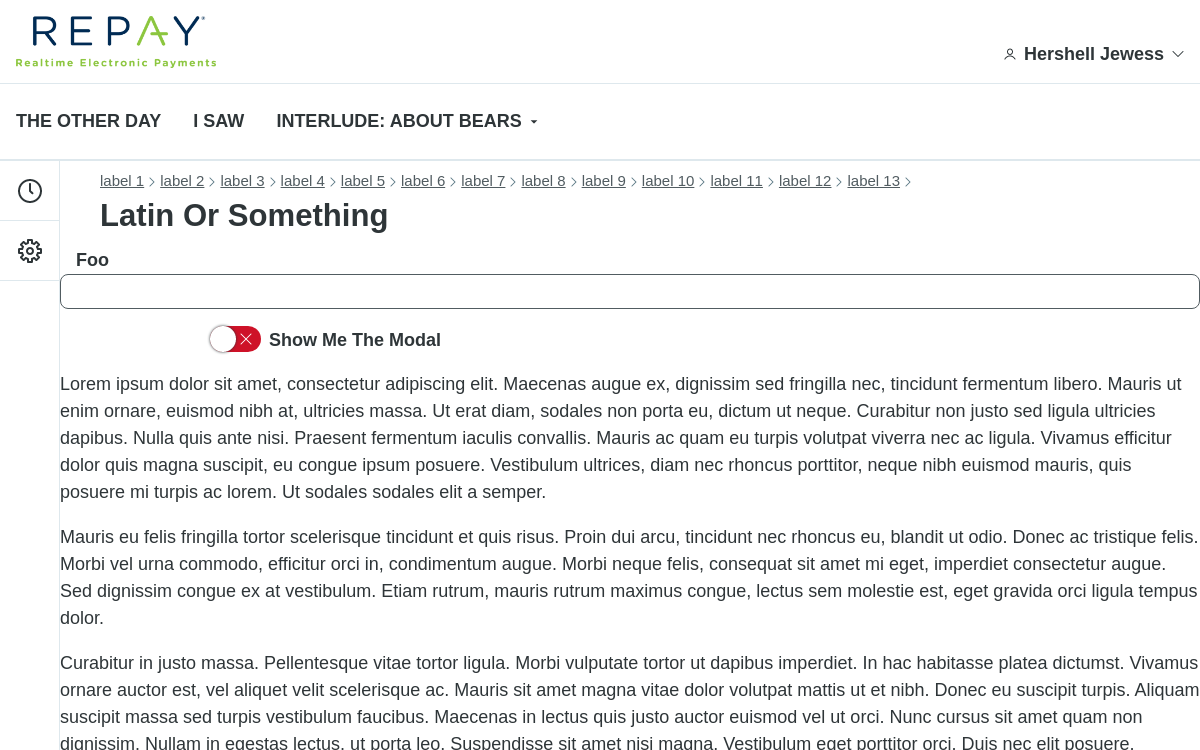 REPAY
Realtime Electronic Payments
Hershell Jewess
THE OTHER DAY I SAW INTERLUDE: ABOUT BEARS
label 1 label 2 label 3 label 4 label 5 label 6 label 7 label 8 label 9 label 10 label 11 label 12 label 13
Latin Or Something
Foo
Show Me The Modal
Lorem ipsum dolor sit amet, consectetur adipiscing elit. Maecenas augue ex, dignissim sed fringilla nec, tincidunt fermentum libero. Mauris ut
enim ornare, euismod nibh at, ultricies massa. Ut erat diam, sodales non porta eu, dictum ut neque. Curabitur non justo sed ligula ultricies
dapibus. Nulla quis ante nisi. Praesent fermentum iaculis convallis. Mauris ac quam eu turpis volutpat viverra nec ac ligula. Vivamus efficitur
dolor quis magna suscipit, eu congue ipsum posuere. Vestibulum ultrices, diam nec rhoncus porttitor, neque nibh euismod mauris, quis
posuere mi turpis ac lorem. Ut sodales sodales elit a semper.
Mauris eu felis fringilla tortor scelerisque tincidunt et quis risus. Proin dui arcu, tincidunt nec rhoncus eu, blandit ut odio. Donec ac tristique felis.
Morbi vel urna commodo, efficitur orci in, condimentum augue. Morbi neque felis, consequat sit amet mi eget, imperdiet consectetur augue.
Sed dignissim congue ex at vestibulum. Etiam rutrum, mauris rutrum maximus congue, lectus sem molestie est, eget gravida orci ligula tempus
dolor.
Curabitur in justo massa. Pellentesque vitae tortor ligula. Morbi vulputate tortor ut dapibus imperdiet. In hac habitasse platea dictumst. Vivamus
ornare auctor est, vel aliquet velit scelerisque ac. Mauris sit amet magna vitae dolor volutpat mattis ut et nibh. Donec eu suscipit turpis. Aliquam
suscipit massa sed turpis vestibulum faucibus. Maecenas in lectus quis justo auctor euismod vel ut orci. Nunc cursus sit amet quam non
dignissim. Nullam in egestas lectus, ut porta leo. Suspendisse sit amet nisi magna. Vestibulum eget porttitor orci. Duis nec elit posuere,